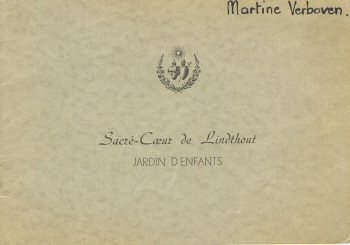 Martine Verboven.
Sacré-Cœur de Lindthout
JARDIN D'ENFANTS